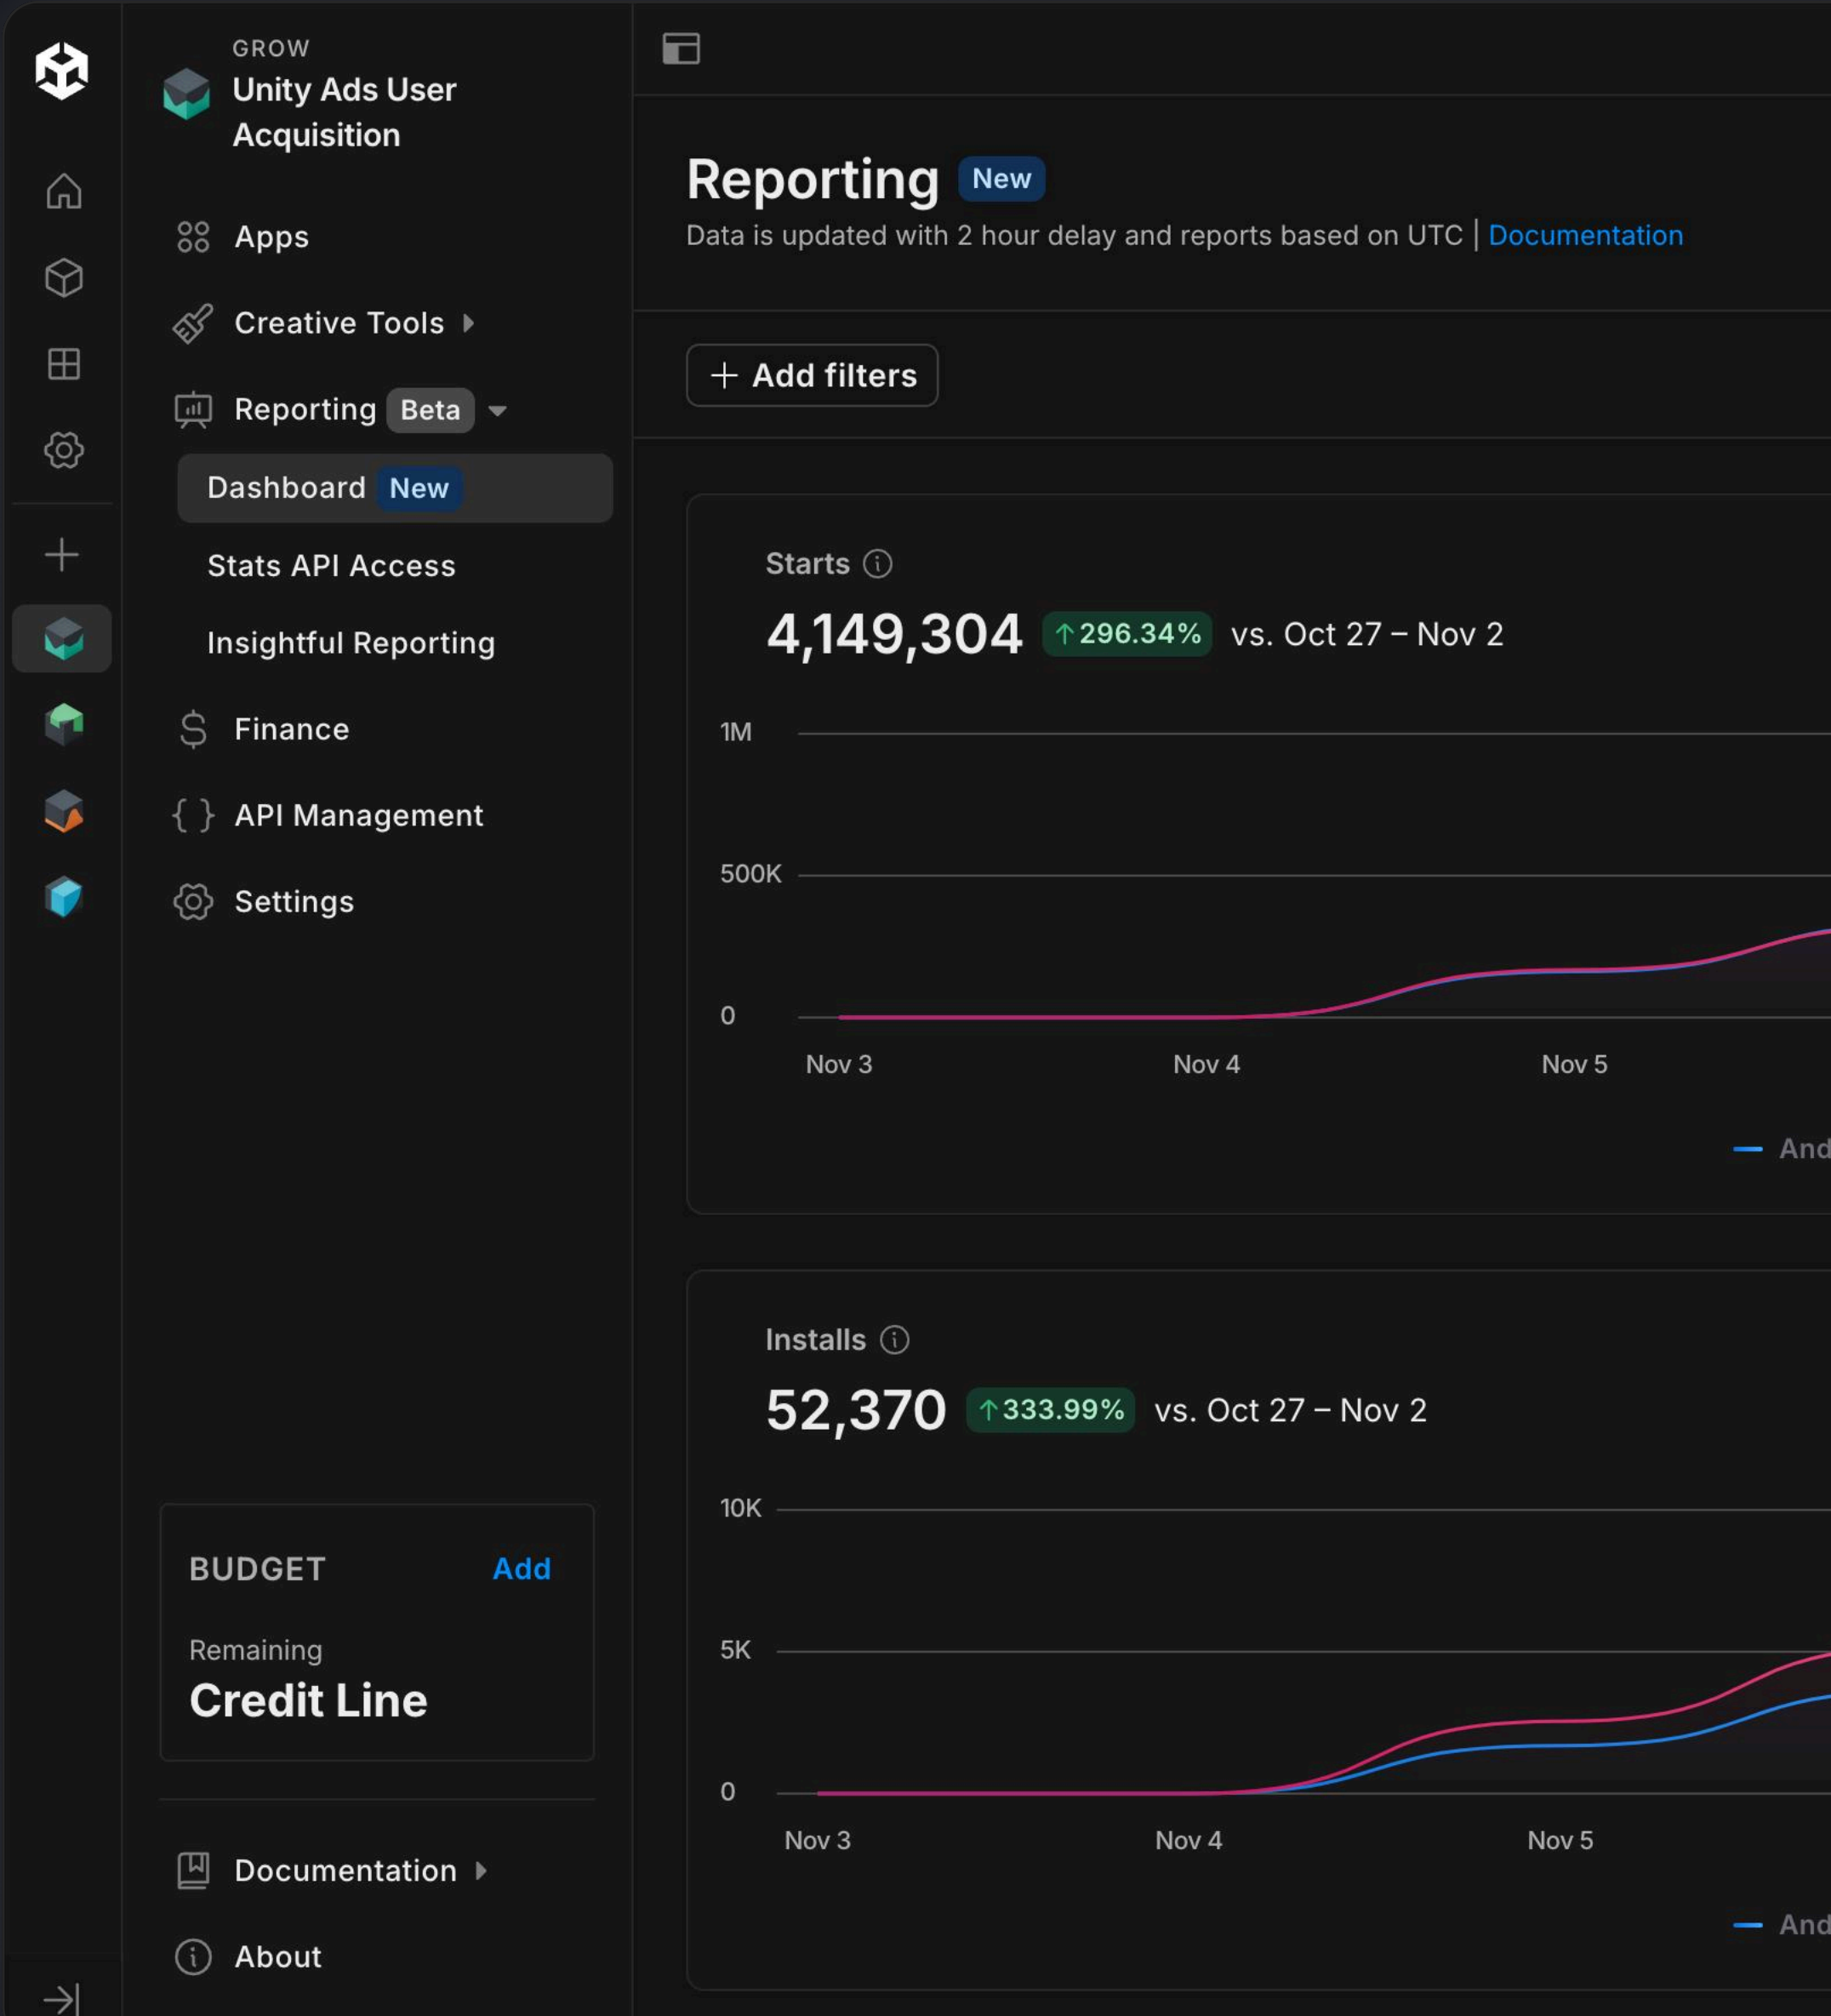 GROW
Unity Ads User
Acquisition
Apps
Creative Tools
Reporting Beta
Dashboard New
Stats API Access
Insightful Reporting
Finance
API Management
Settings
BUDGET Add
Remaining
Credit Line
Documentation
About
Reporting New
Data is updated with 2 hour delay and reports based on UTC | Documentation
+ Add filters
Starts
4,149,304 ↑296.34% vs. Oct 27 – Nov 2
1M
500K
0
Nov 3 Nov 4 Nov 5
And
Installs
52,370 ↑333.99% vs. Oct 27 – Nov 2
10K
5K
0
Nov 3 Nov 4 Nov 5
And